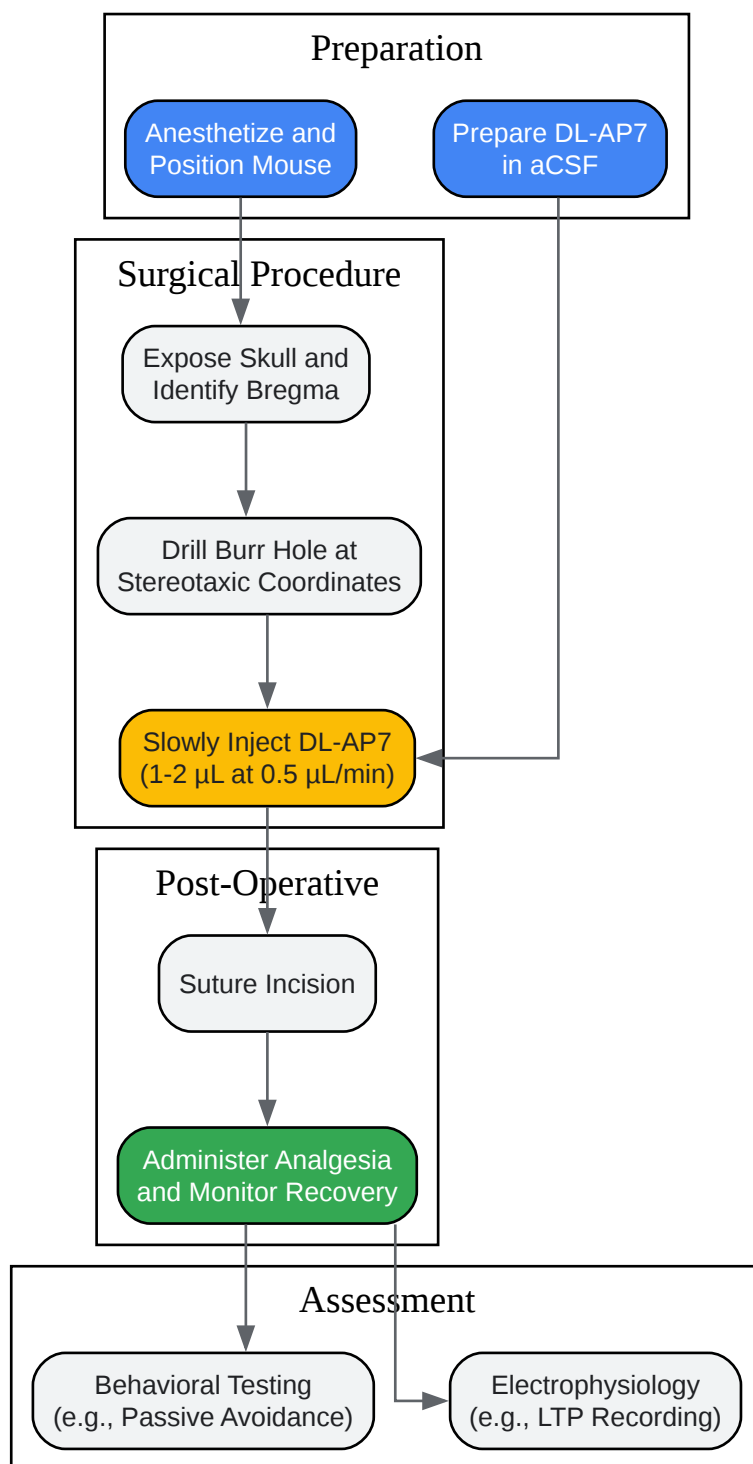 Preparation
Anesthetize and
Position Mouse
Prepare DL-AP7
in aCSF
Surgical Procedure
Expose Skull and
Identify Bregma
Drill Burr Hole at
Stereotaxic Coordinates
Slowly Inject DL-AP7
(1-2 µL at 0.5 µL/min)
Post-Operative
Suture Incision
Administer Analgesia
and Monitor Recovery
Assessment
Behavioral Testing
(e.g., Passive Avoidance)
Electrophysiology
(e.g., LTP Recording)